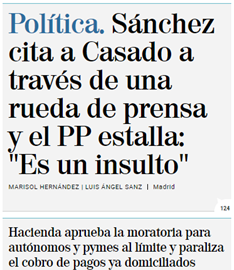 Política. Sánchez
cita a Casado a
través de una
rueda de prensa
y el PP estalla:
"Es un insulto"
MARISOL HERNÁNDEZ | LUIS ÁNGEL SANZ | Madrid
124
Hacienda aprueba la moratoria para
autónomos y pymes al límite y paraliza
el cobro de pagos ya domiciliados